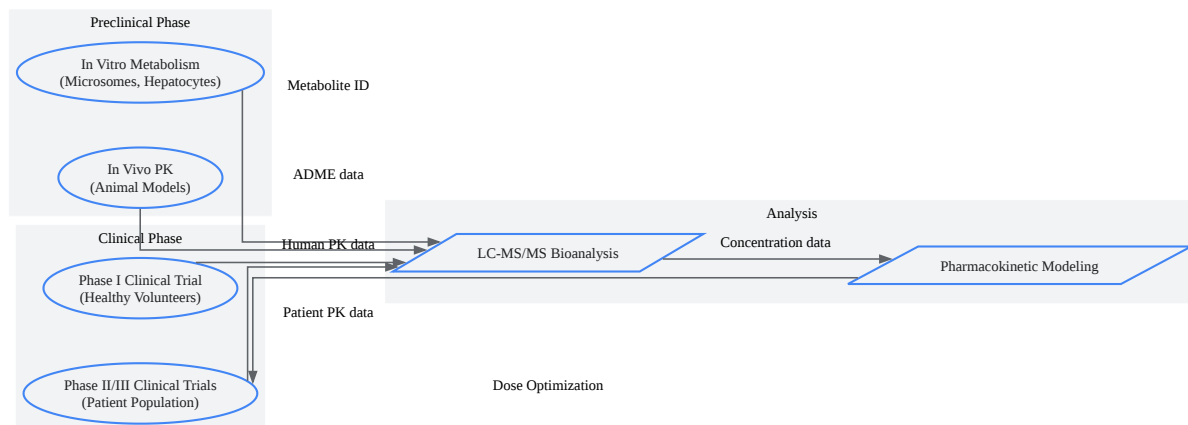 Preclinical Phase
In Vitro Metabolism
(Microsomes, Hepatocytes)
Metabolite ID
In Vivo PK
(Animal Models)
ADME data
Analysis
Clinical Phase
Human PK data
Concentration data
LC-MS/MS Bioanalysis
Pharmacokinetic Modeling
Phase I Clinical Trial
(Healthy Volunteers)
Patient PK data
Phase II/III Clinical Trials
(Patient Population)
Dose Optimization